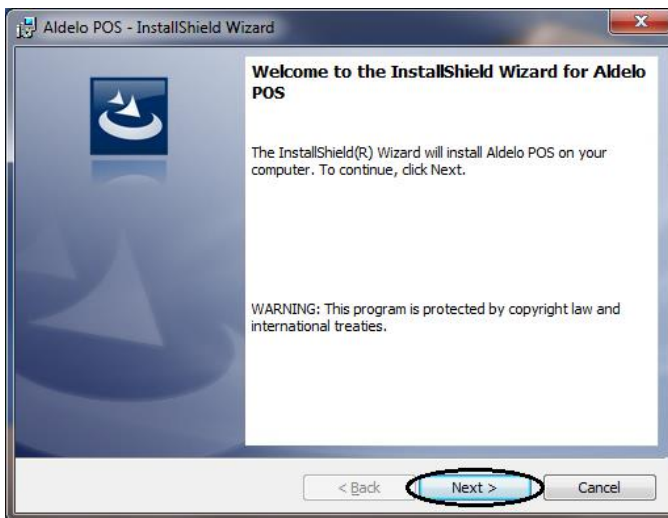 Aldelo POS - InstallShield Wizard
Welcome to the InstallShield Wizard for Aldelo
POS
The InstallShield(R) Wizard will install Aldelo POS on your
computer. To continue, click Next.
WARNING: This program is protected by copyright law and
international treaties.
< Back Next > Cancel